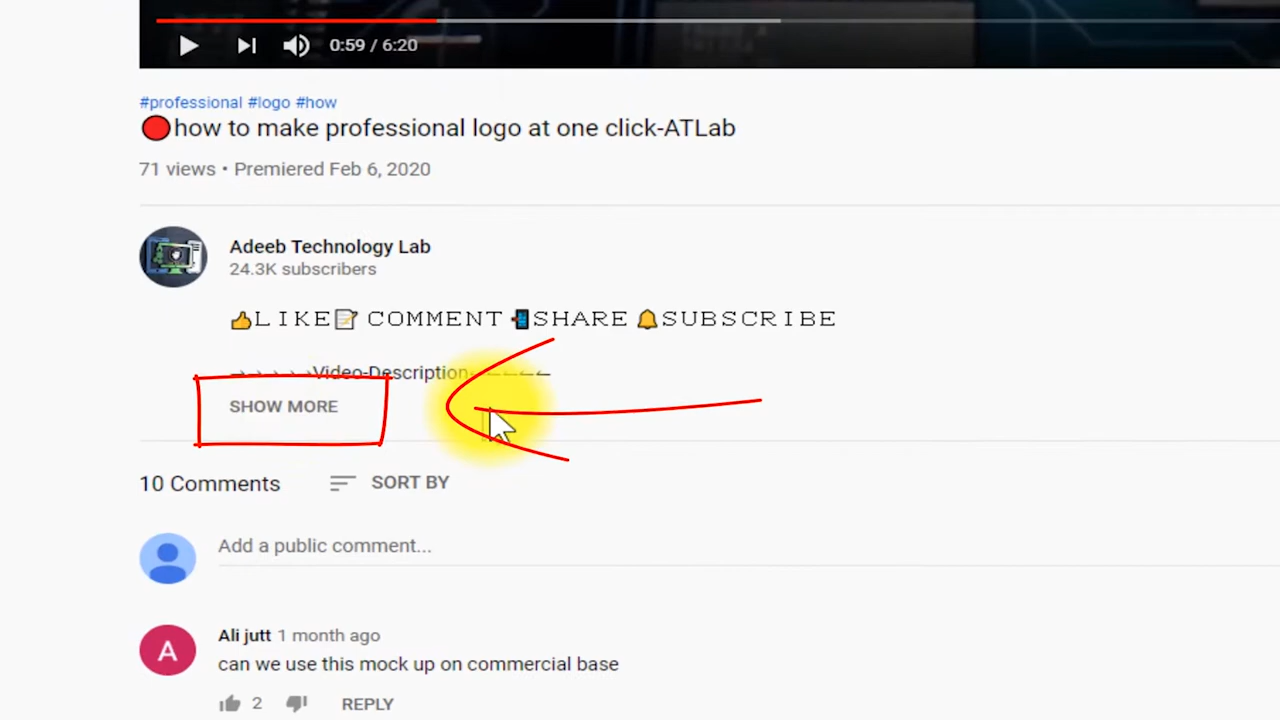 0:59 / 6:20
#professional #logo #how
how to make professional logo at one click-ATLab
71 views • Premiered Feb 6, 2020
Adeeb Technology Lab
24.3K subscribers
👍LIKE📝 COMMENT 📲SHARE 🔔SUBSCRIBE
Video-Description
SHOW MORE
10 Comments
SORT BY
Add a public comment...
A
Ali jutt 1 month ago
can we use this mock up on commercial base
2
REPLY